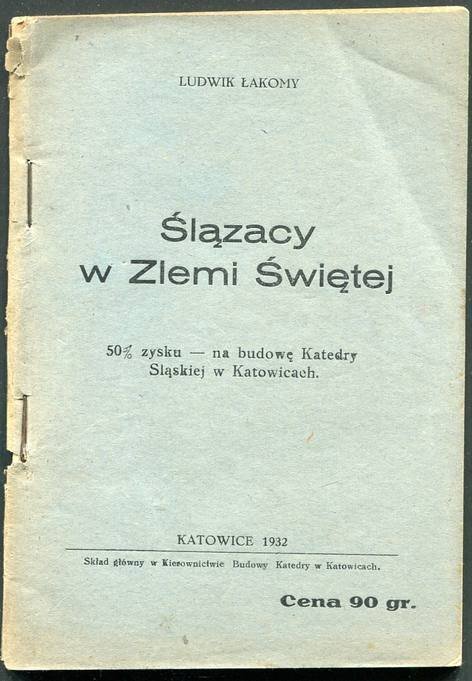 LUDWIK ŁAKOMY
Ślązacy
w Zlemi Świętej
50% zysku — na budowę Katedry
Sląskiej w Katowicach.
KATOWICE 1932
Skład główny w Kierownictwie Budowy Katedry w Katowicach.
Cena 90 gr.